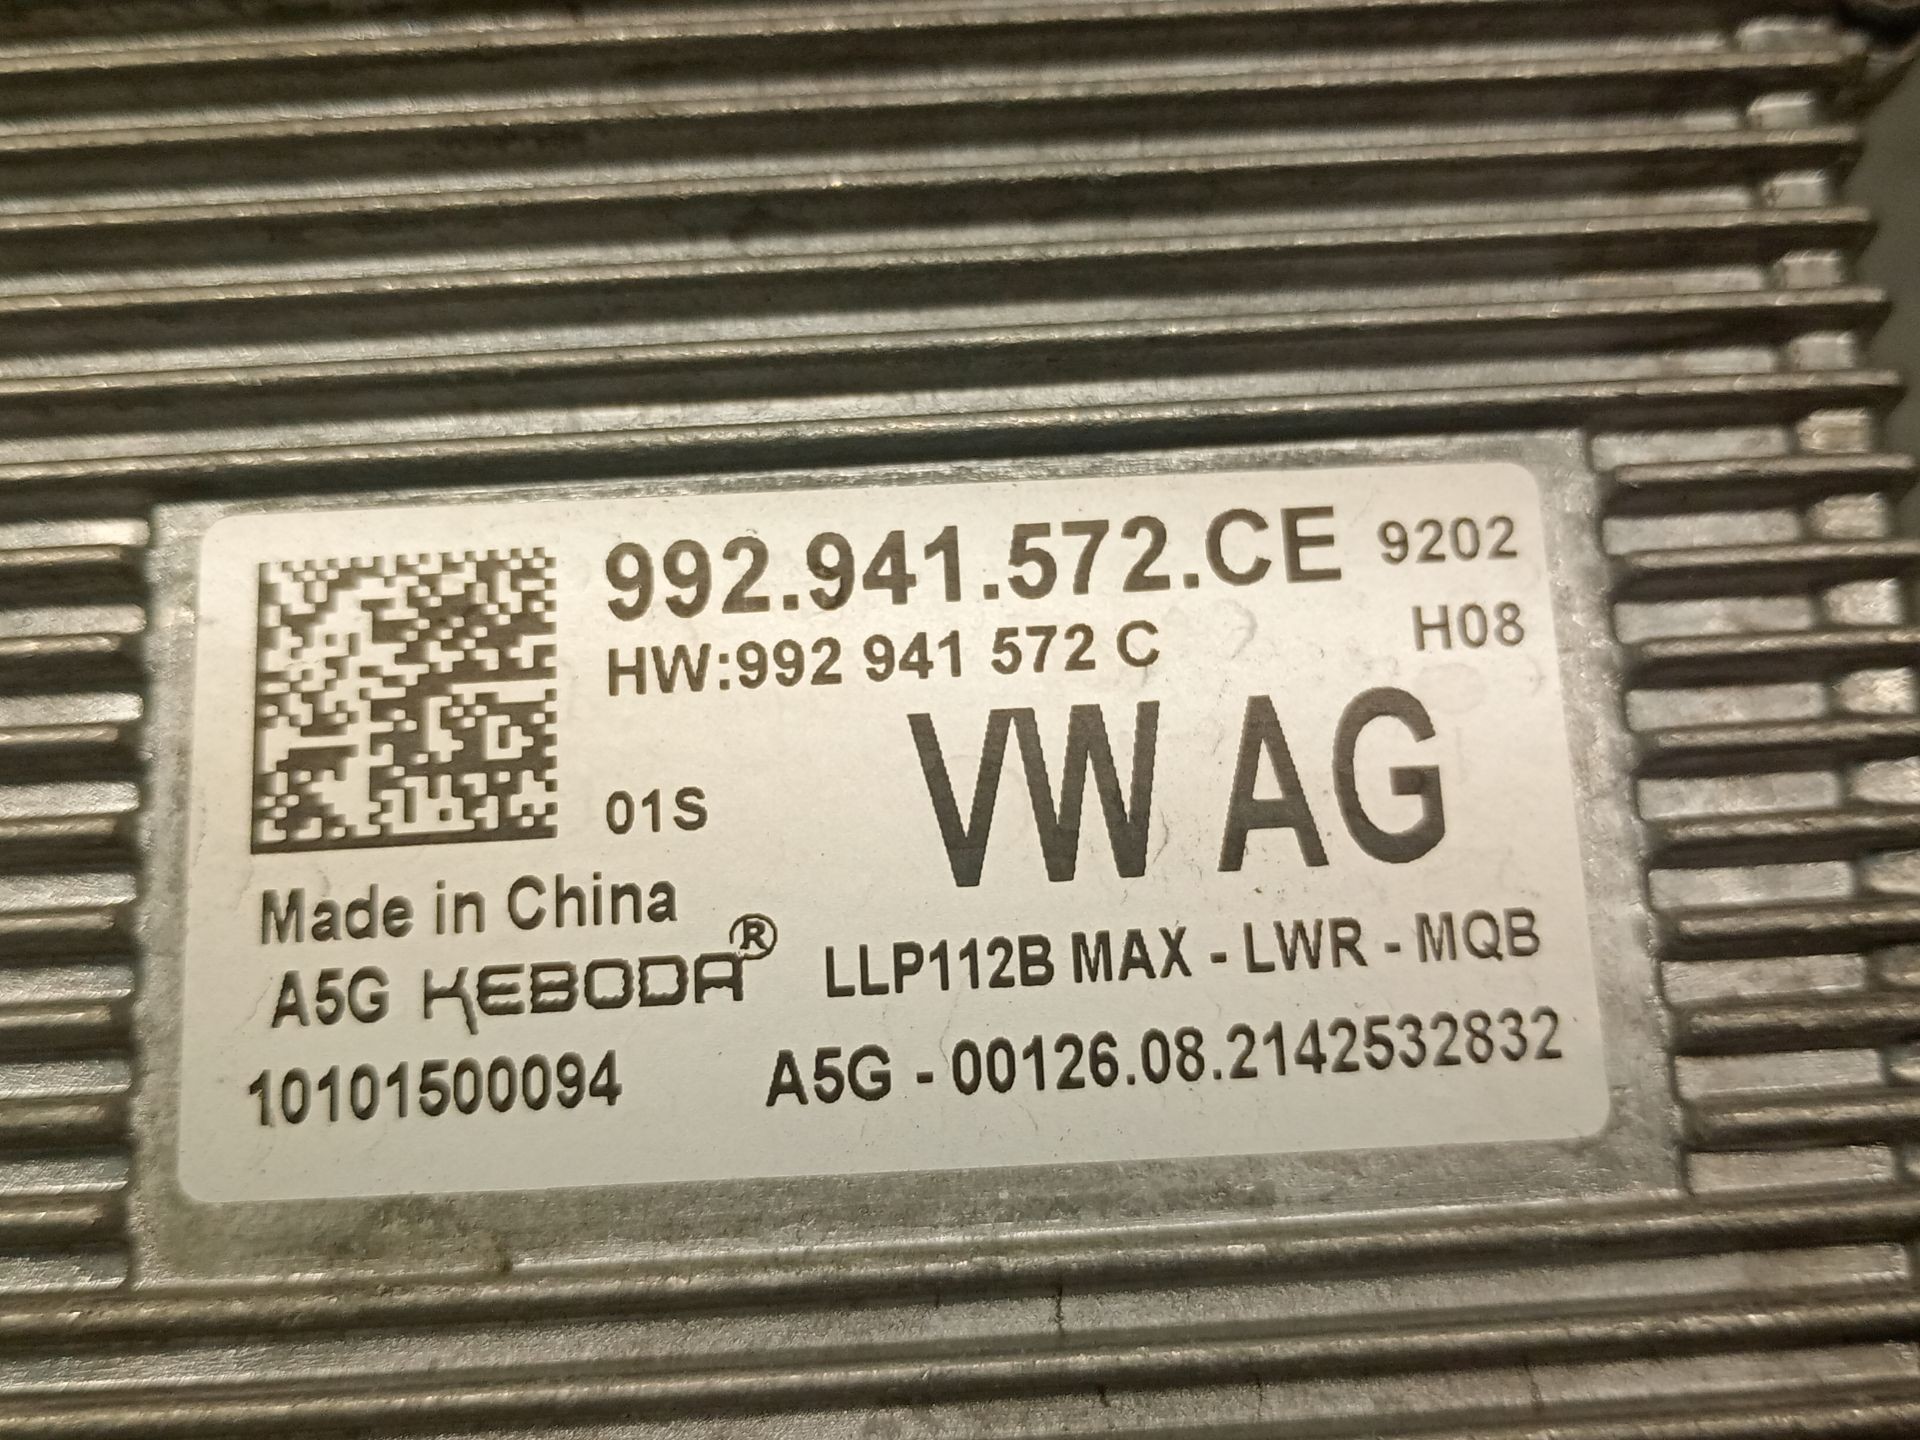 992.941.572.CE 9202
HW:992 941 572 C H08
VW AG
01S
Made in China
A5G KEBODA® LLP112B MAX - LWR - MQB
10101500094 A5G - 00126.08.2142532832